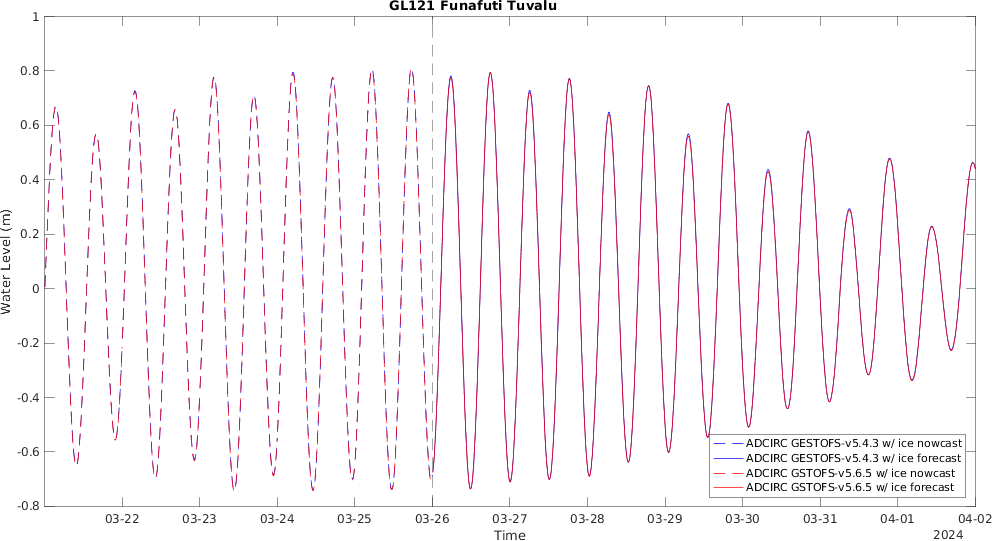 GL121 Funafuti Tuvalu
1
0.8
0.6
0.4
0.2
0
-0.2
-0.4
-0.6
-0.8
Water Level (m)
ADCIRC GESTOFS-v5.4.3 w/ ice nowcast
ADCIRC GESTOFS-v5.4.3 w/ ice forecast
ADCIRC GSTOFS-v5.6.5 w/ ice nowcast
ADCIRC GSTOFS-v5.6.5 w/ ice forecast
03-22 03-23 03-24 03-25 03-26 03-27 03-28 03-29 03-30 03-31 04-01 04-02
Time
2024